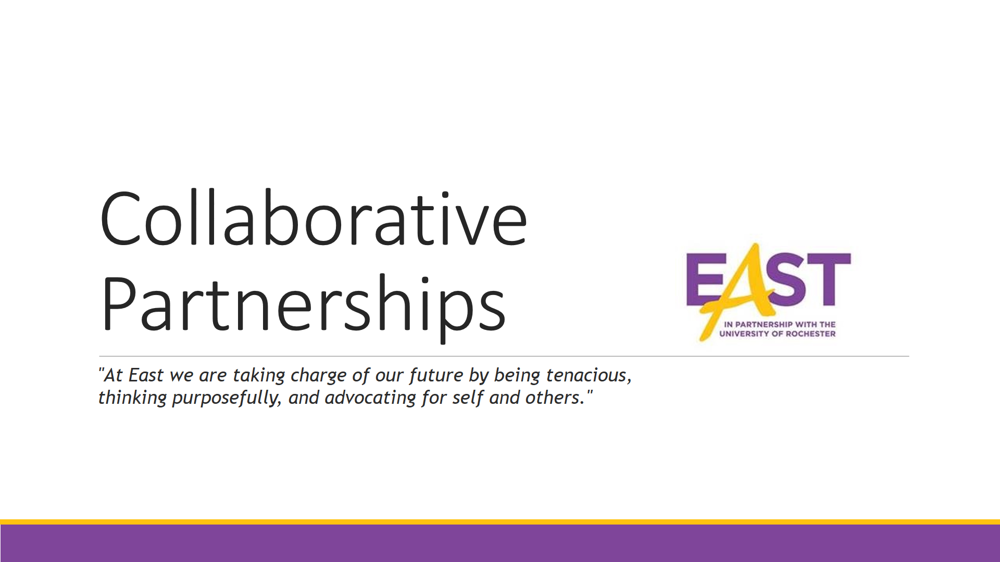 Collaborative
Partnerships
EAST
IN PARTNERSHIP WITH THE
UNIVERSITY OF ROCHESTER
"At East we are taking charge of our future by being tenacious,
thinking purposefully, and advocating for self and others."